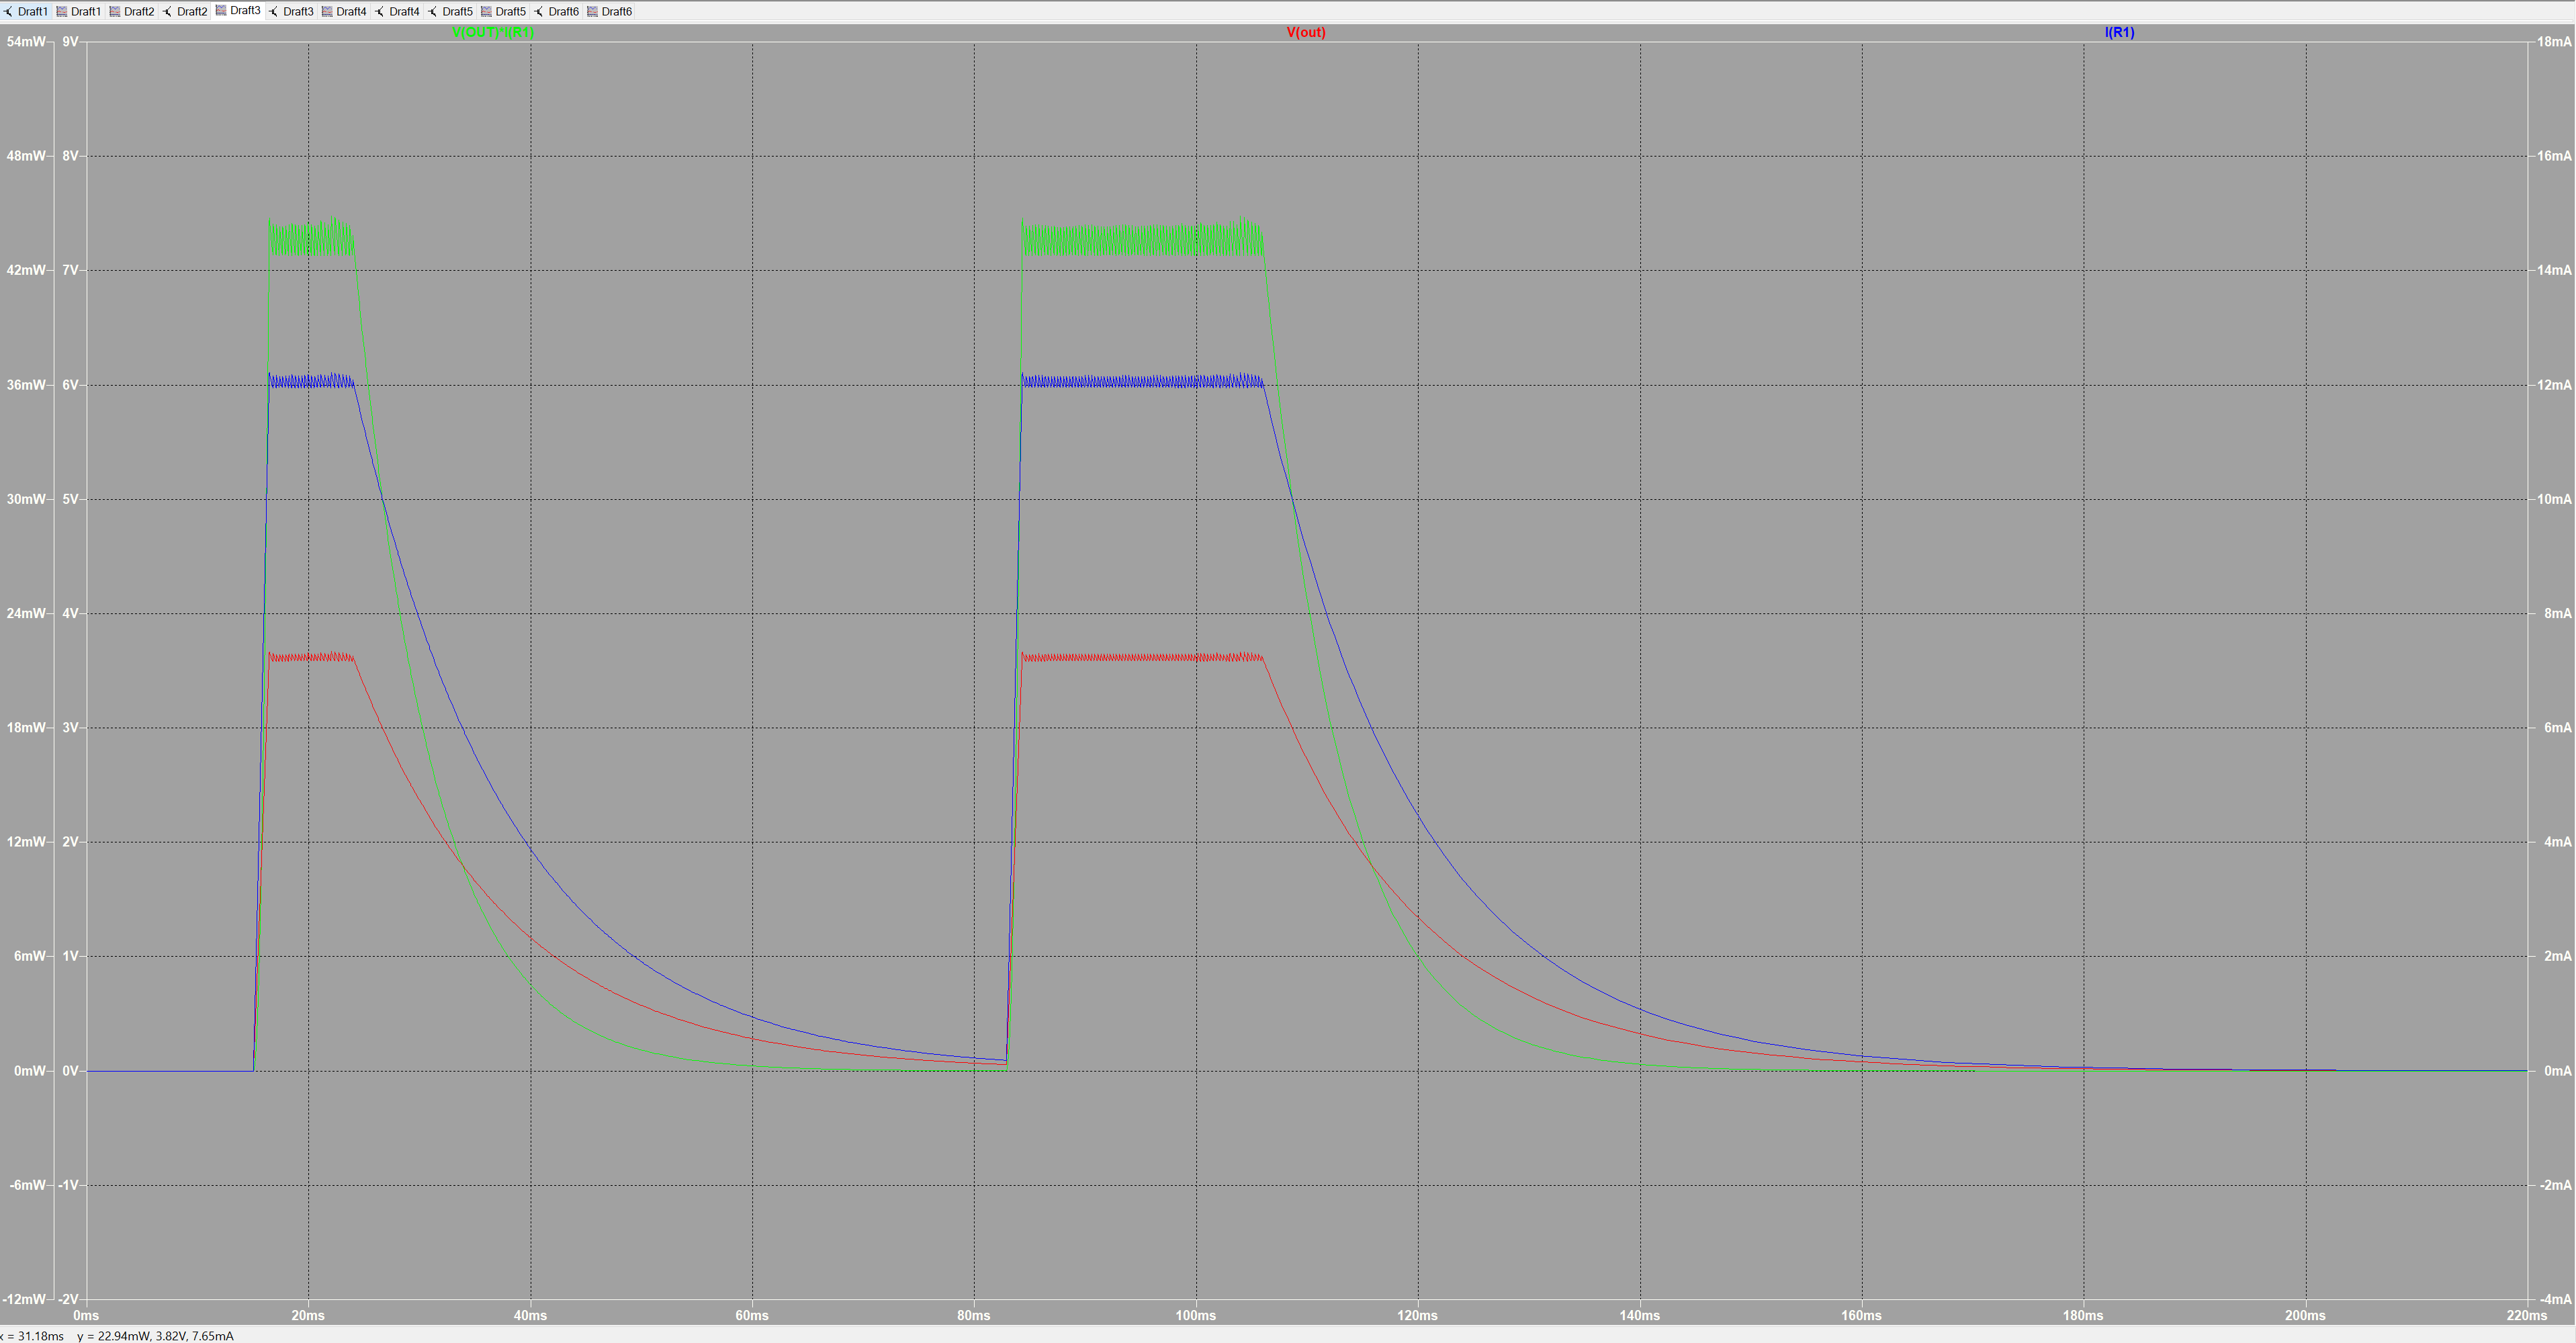 Draft1 Draft1 Draft2 Draft2 Draft3 Draft3 Draft4 Draft4 Draft5 Draft5 Draft6 Draft6
V(OUT)*I(R1) V(out) I(R1)
54mW 9V 18mA
48mW 8V 16mA
42mW 7V 14mA
36mW 6V 12mA
30mW 5V 10mA
24mW 4V 8mA
18mW 3V 6mA
12mW 2V 4mA
6mW 1V 2mA
0mW 0V 0mA
-6mW -1V -2mA
-12mW -2V -4mA
0ms 20ms 40ms 60ms 80ms 100ms 120ms 140ms 160ms 180ms 200ms 220ms
x = 31.18ms y = 22.94mW, 3.82V, 7.65mA